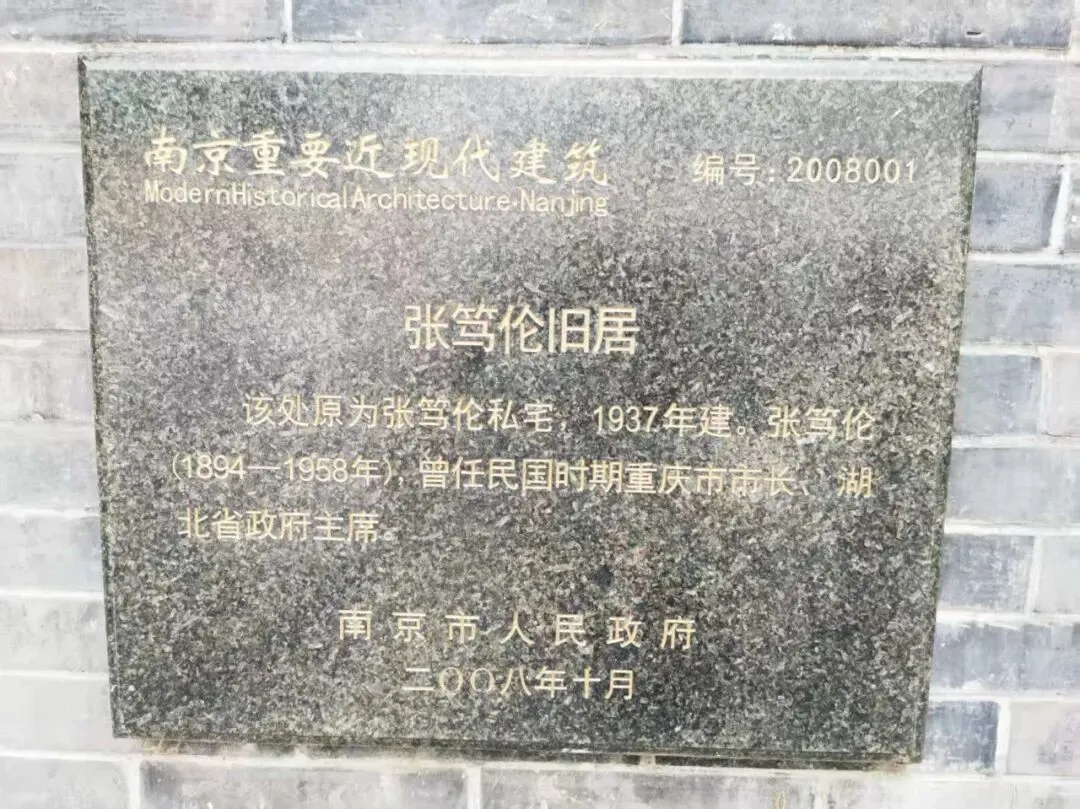 南京重要近现代建筑 编号:2008001
ModernHistoricalArchitecture·Nanjing
张笃伦旧居
该处原为张笃伦私宅，1937年建。张笃伦
(1894—1958年),曾任民国时期重庆市市长、湖
北省政府主席。
南京市人民政府
二〇〇八年十月